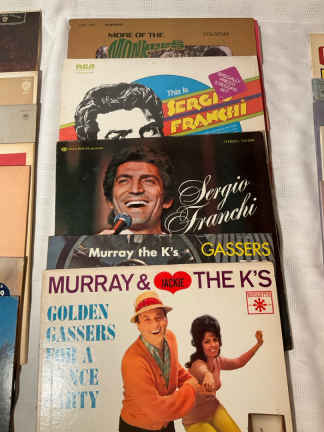 MORE OF THE
MONKEES
RCA
This Is
SERGIO
FRANCHI
Sergio
Franchi
Murray the K's GASSERS
MURRAY & JACKIE THE K'S
GOLDEN
GASSERS
FOR A
DANCE
PARTY